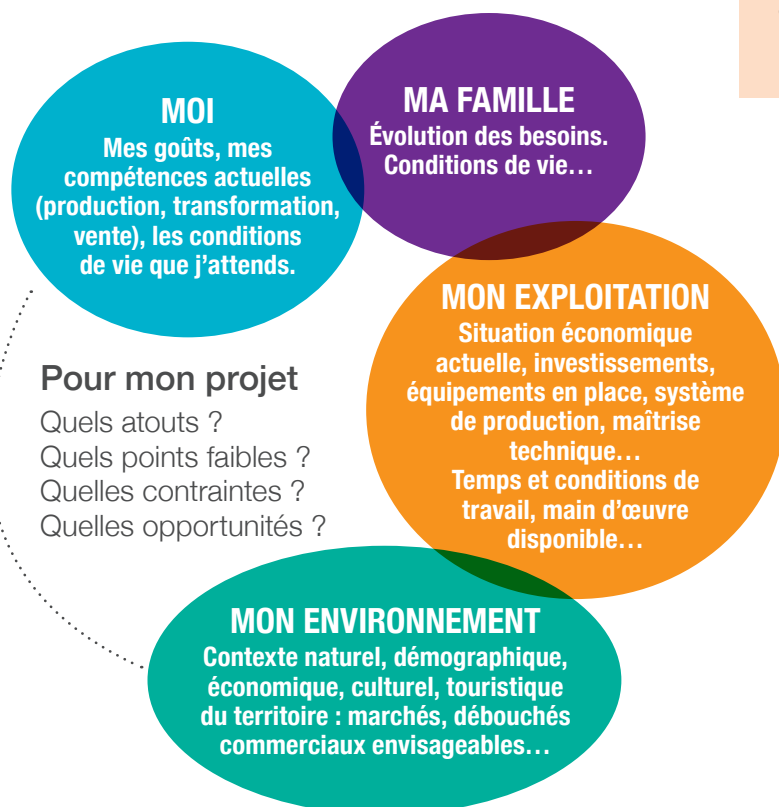 MOI
Mes goûts, mes
compétences actuelles
(production, transformation,
vente), les conditions
de vie que j’attends.
MA FAMILLE
Évolution des besoins.
Conditions de vie…
MON EXPLOITATION
Situation économique
actuelle, investissements,
équipements en place, système
de production, maîtrise
technique…
Temps et conditions de
travail, main d’œuvre
disponible…
Pour mon projet
Quels atouts ?
Quels points faibles ?
Quelles contraintes ?
Quelles opportunités ?
MON ENVIRONNEMENT
Contexte naturel, démographique,
économique, culturel, touristique
du territoire : marchés, débouchés
commerciaux envisageables…